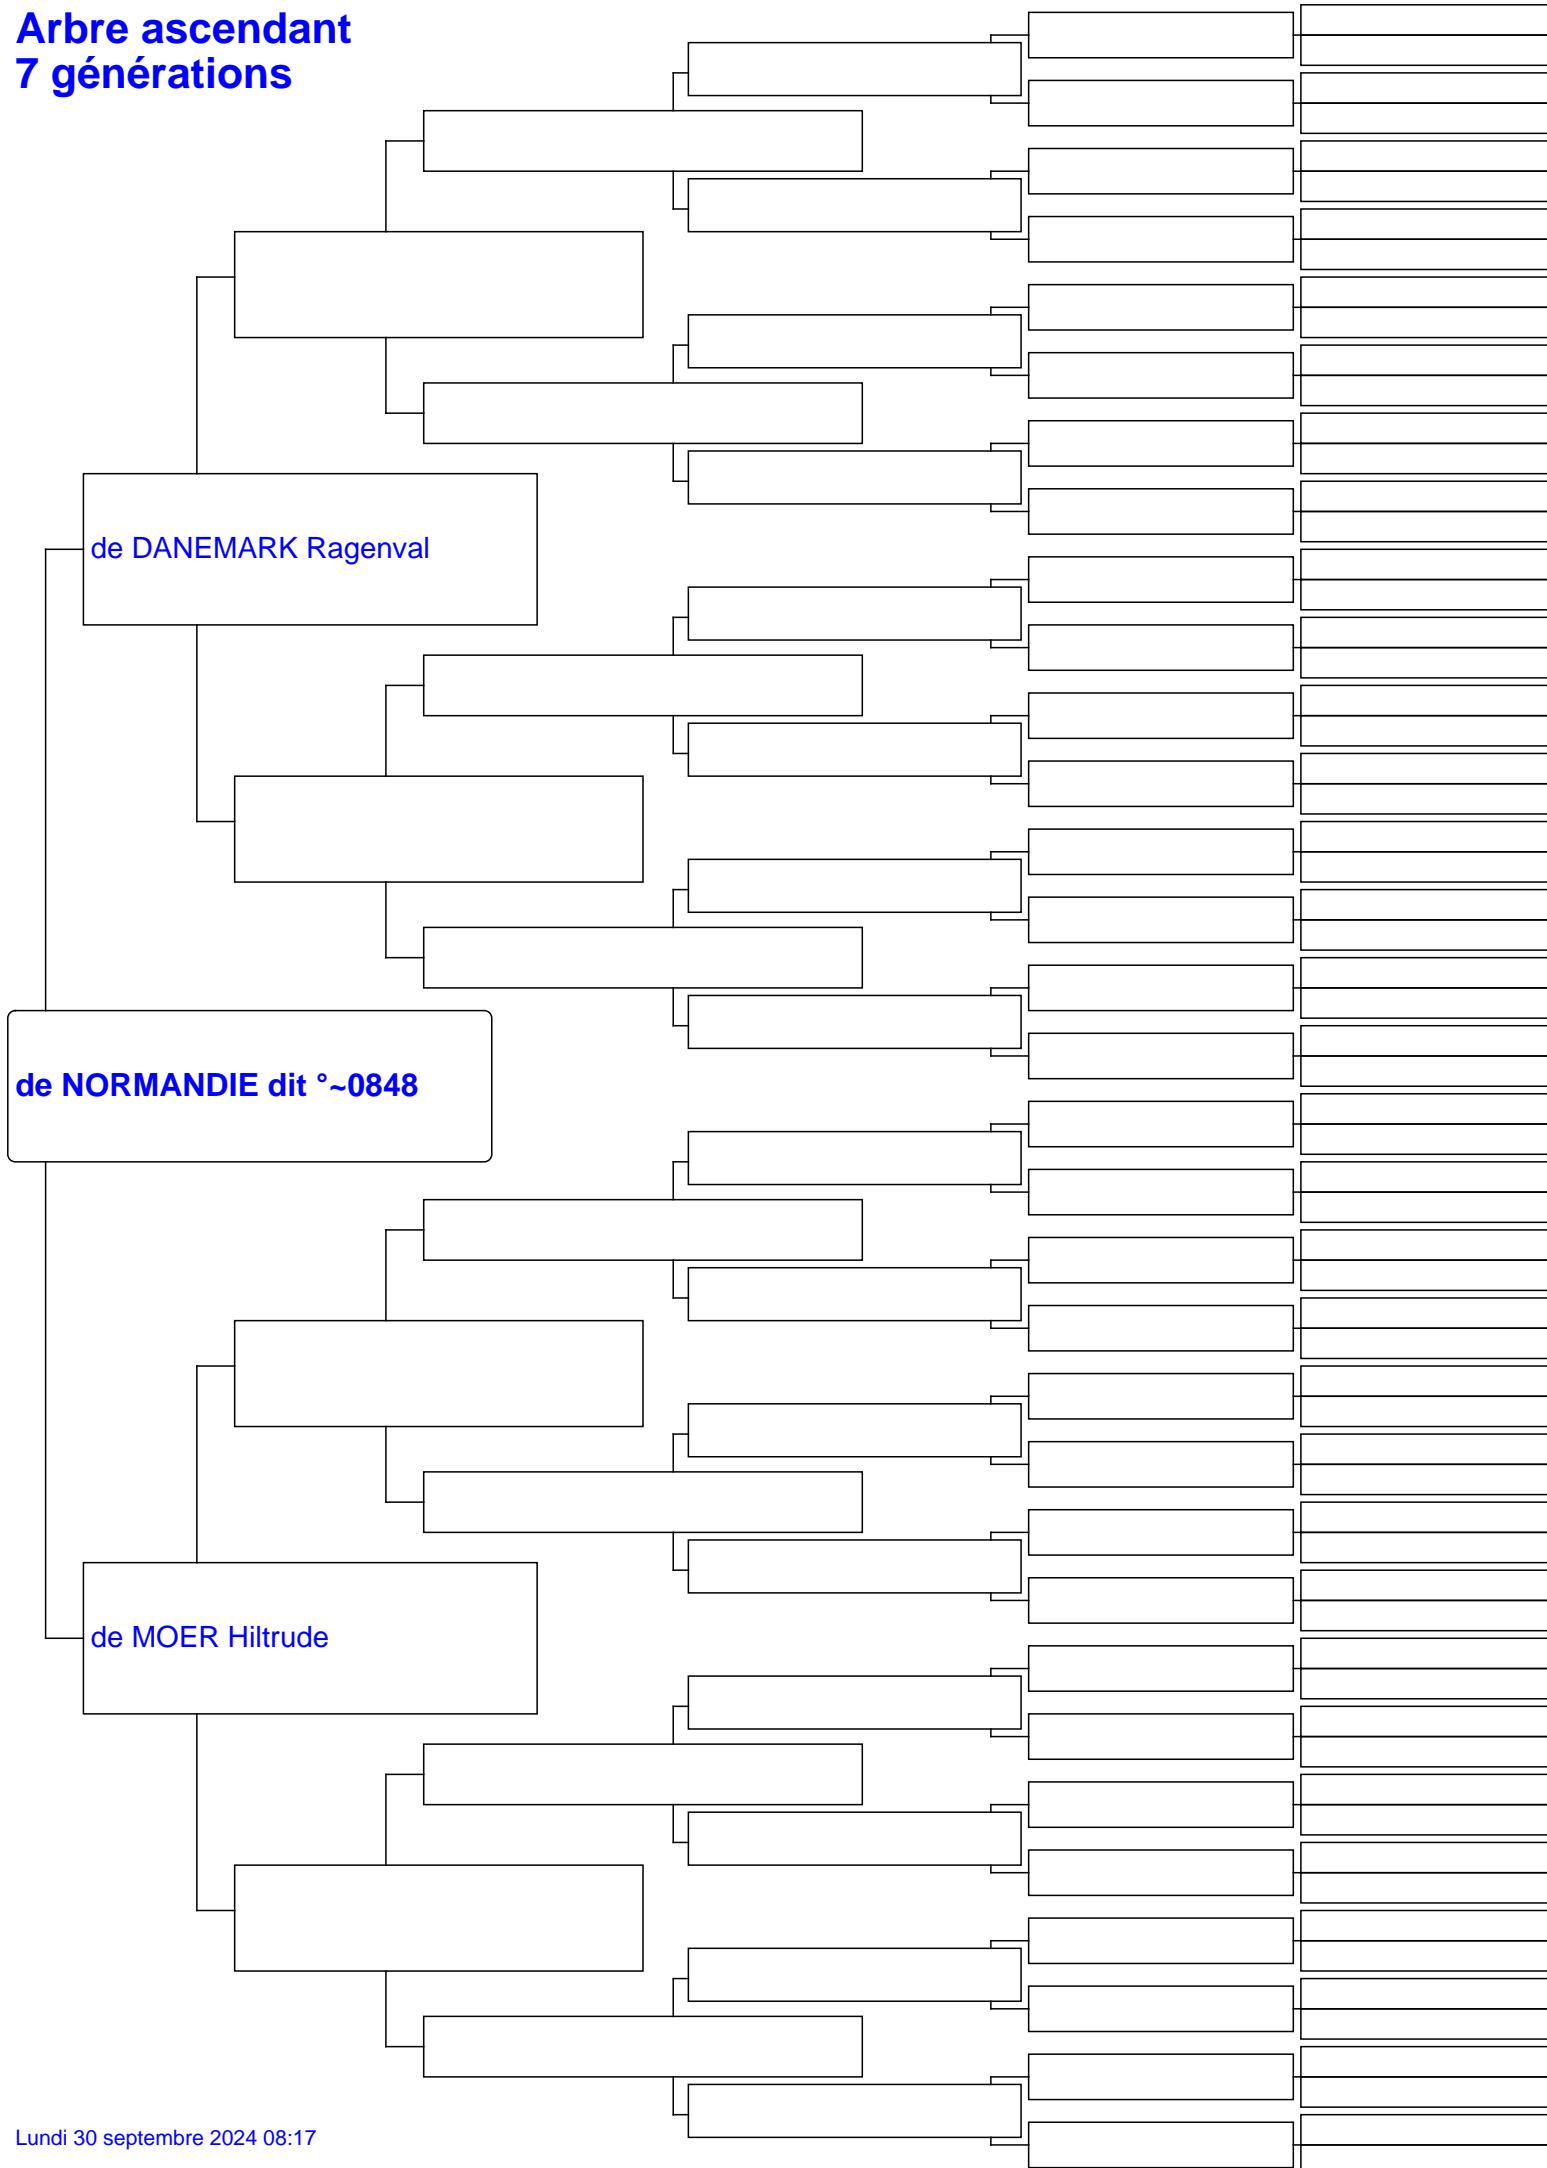 Arbre ascendant
7 générations
de DANEMARK Ragenval
de NORMANDIE dit °~0848
de MOER Hiltrude
Lundi 30 septembre 2024 08:17